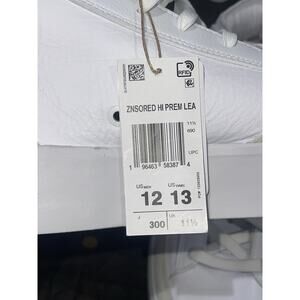 RFID
ZNSORED HI PREM LEA
11½
690
UPC
1 96463 58387 4
US MEN US WMN
12 13
J UK
300 11½